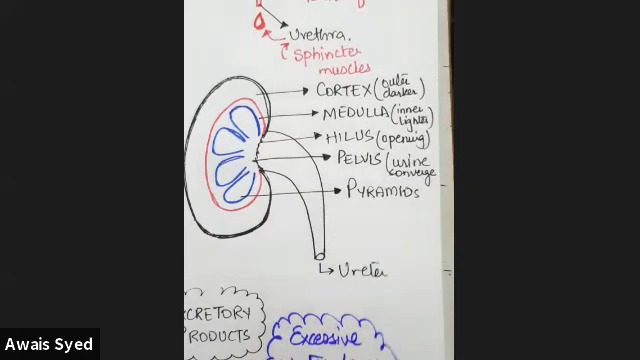 Urethra.
Sphincter
muscles
CORTEX (outer
darker)
MEDULLA (inner
lighter)
HILUS (opening)
PELVIS (urine
converge
PYRAMIDS
Ureter
CRETORY
PRODUCTS
Excessive
Awais Syed